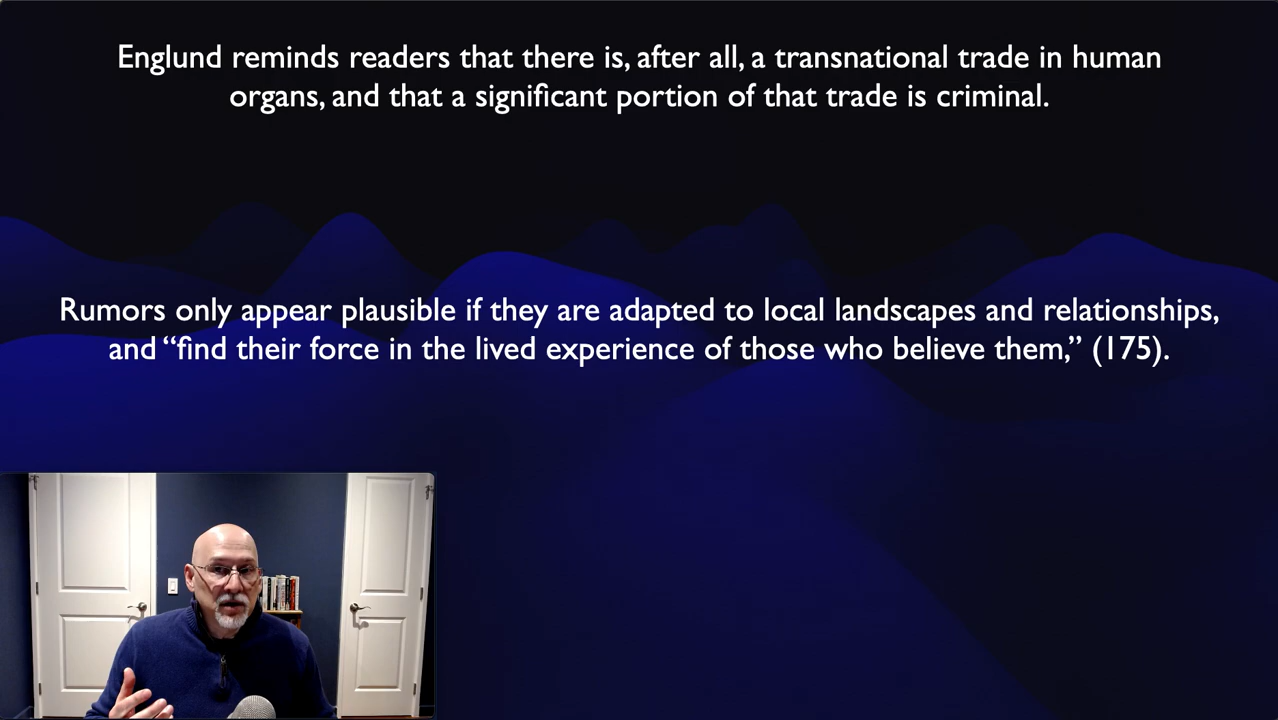 Englund reminds readers that there is, after all, a transnational trade in human
organs, and that a significant portion of that trade is criminal.
Rumors only appear plausible if they are adapted to local landscapes and relationships,
and “find their force in the lived experience of those who believe them,” (175).